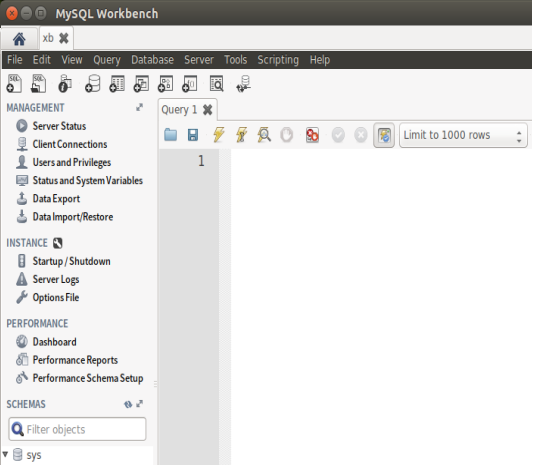 MySQL Workbench
xb
File Edit View Query Database Server Tools Scripting Help
MANAGEMENT
Server Status
Client Connections
Users and Privileges
Status and System Variables
Data Export
Data Import/Restore
INSTANCE
Startup / Shutdown
Server Logs
Options File
PERFORMANCE
Dashboard
Performance Reports
Performance Schema Setup
SCHEMAS
Filter objects
sys
Query 1
Limit to 1000 rows
1